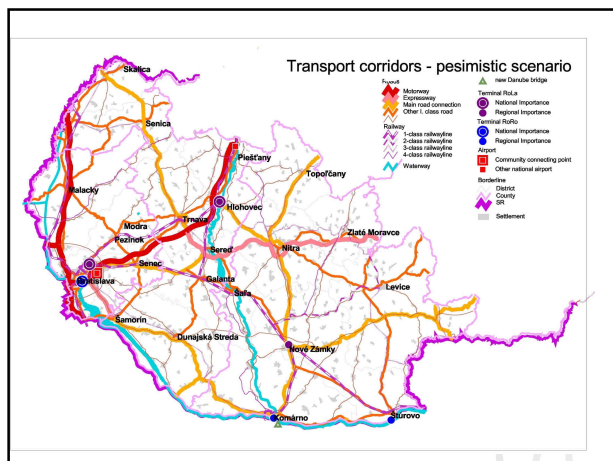 Transport corridors - pesimistic scenario
Motorway
Expressway
Main road connection
Other I. class road
Railway
1-class railwayline
2-class railwayline
3-class railwayline
4-class railwayline
Waterway
new Danube bridge
Terminal RoLa
National Importance
Regional Importance
Terminal RoRo
National Importance
Regional Importance
Airport
Community connecting point
Other national airport
Borderline
District
County
SR
Settlement
Skalica
Senica
Piešťany
Topoľčany
Malacky
Hlohovec
Trnava
Modra
Pezinok
Zlaté Moravce
Sereď
Nitra
Senec
Galanta
Bratislava
Šaľa
Levice
Šamorín
Dunajská Streda
Nové Zámky
Komárno
Štúrovo